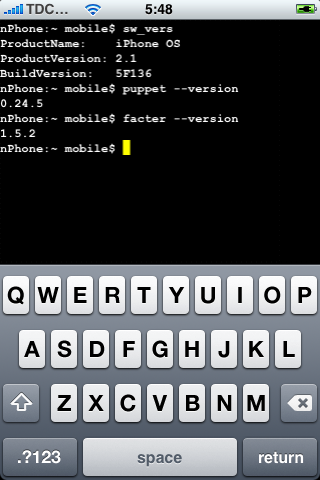 TDC... 5:48
nPhone:~ mobile$ sw_vers
ProductName:    iPhone OS
ProductVersion: 2.1
BuildVersion:   5F136
nPhone:~ mobile$ puppet --version
0.24.5
nPhone:~ mobile$ facter --version
1.5.2
nPhone:~ mobile$
Q W E R T Y U I O P
A S D F G H J K L
Z X C V B N M
.?123 space return